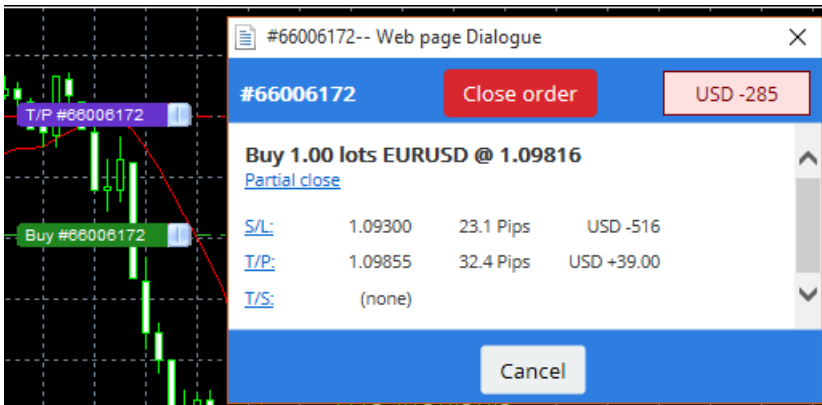 #66006172-- Web page Dialogue
#66006172 Close order USD -285
T/P #66006172
Buy 1.00 lots EURUSD @ 1.09816
Partial close
S/L: 1.09300 23.1 Pips USD -516
Buy #66006172
T/P: 1.09855 32.4 Pips USD +39.00
T/S: (none)
Cancel